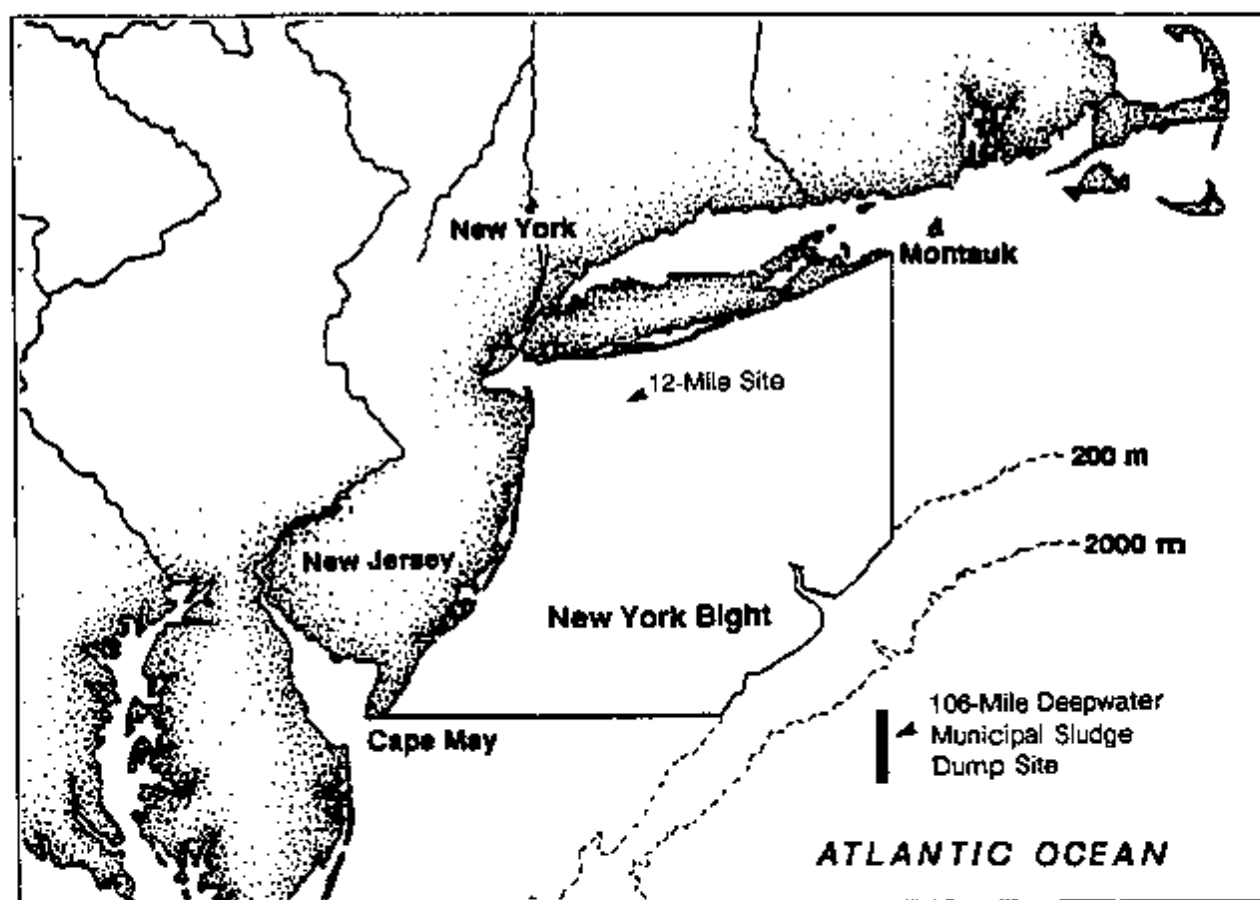 New York
Montauk
12-Mile Site
200 m
2000 m
New Jersey
New York Bight
106-Mile Deepwater
Municipal Sludge
Dump Site
Cape May
ATLANTIC OCEAN